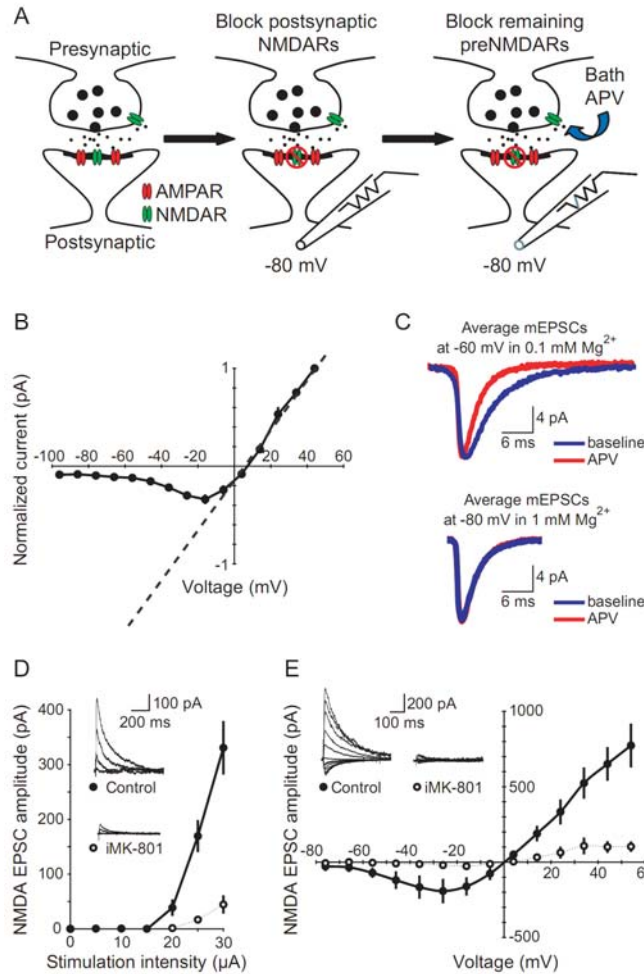 A
Presynaptic
Block postsynaptic
NMDARs
Block remaining
preNMDARs
Bath
APV
AMPAR
NMDAR
Postsynaptic
-80 mV
-80 mV
B
Normalized current (pA)
1
-100 -80 -60 -40 -20
20 40 60
-1
Voltage (mV)
C
Average mEPSCs
at -60 mV in 0.1 mM Mg2+
4 pA
6 ms
baseline
APV
Average mEPSCs
at -80 mV in 1 mM Mg2+
4 pA
6 ms
baseline
APV
D
NMDA EPSC amplitude (pA)
400
350
300
250
200
150
100
50
0
100 pA
200 ms
Control
iMK-801
0 5 10 15 20 25 30
Stimulation intensity (µA)
E
NMDA EPSC amplitude (pA)
200 pA
100 ms
Control
iMK-801
1000
500
-500
-80 -60 -40 -20
20 40 60
Voltage (mV)